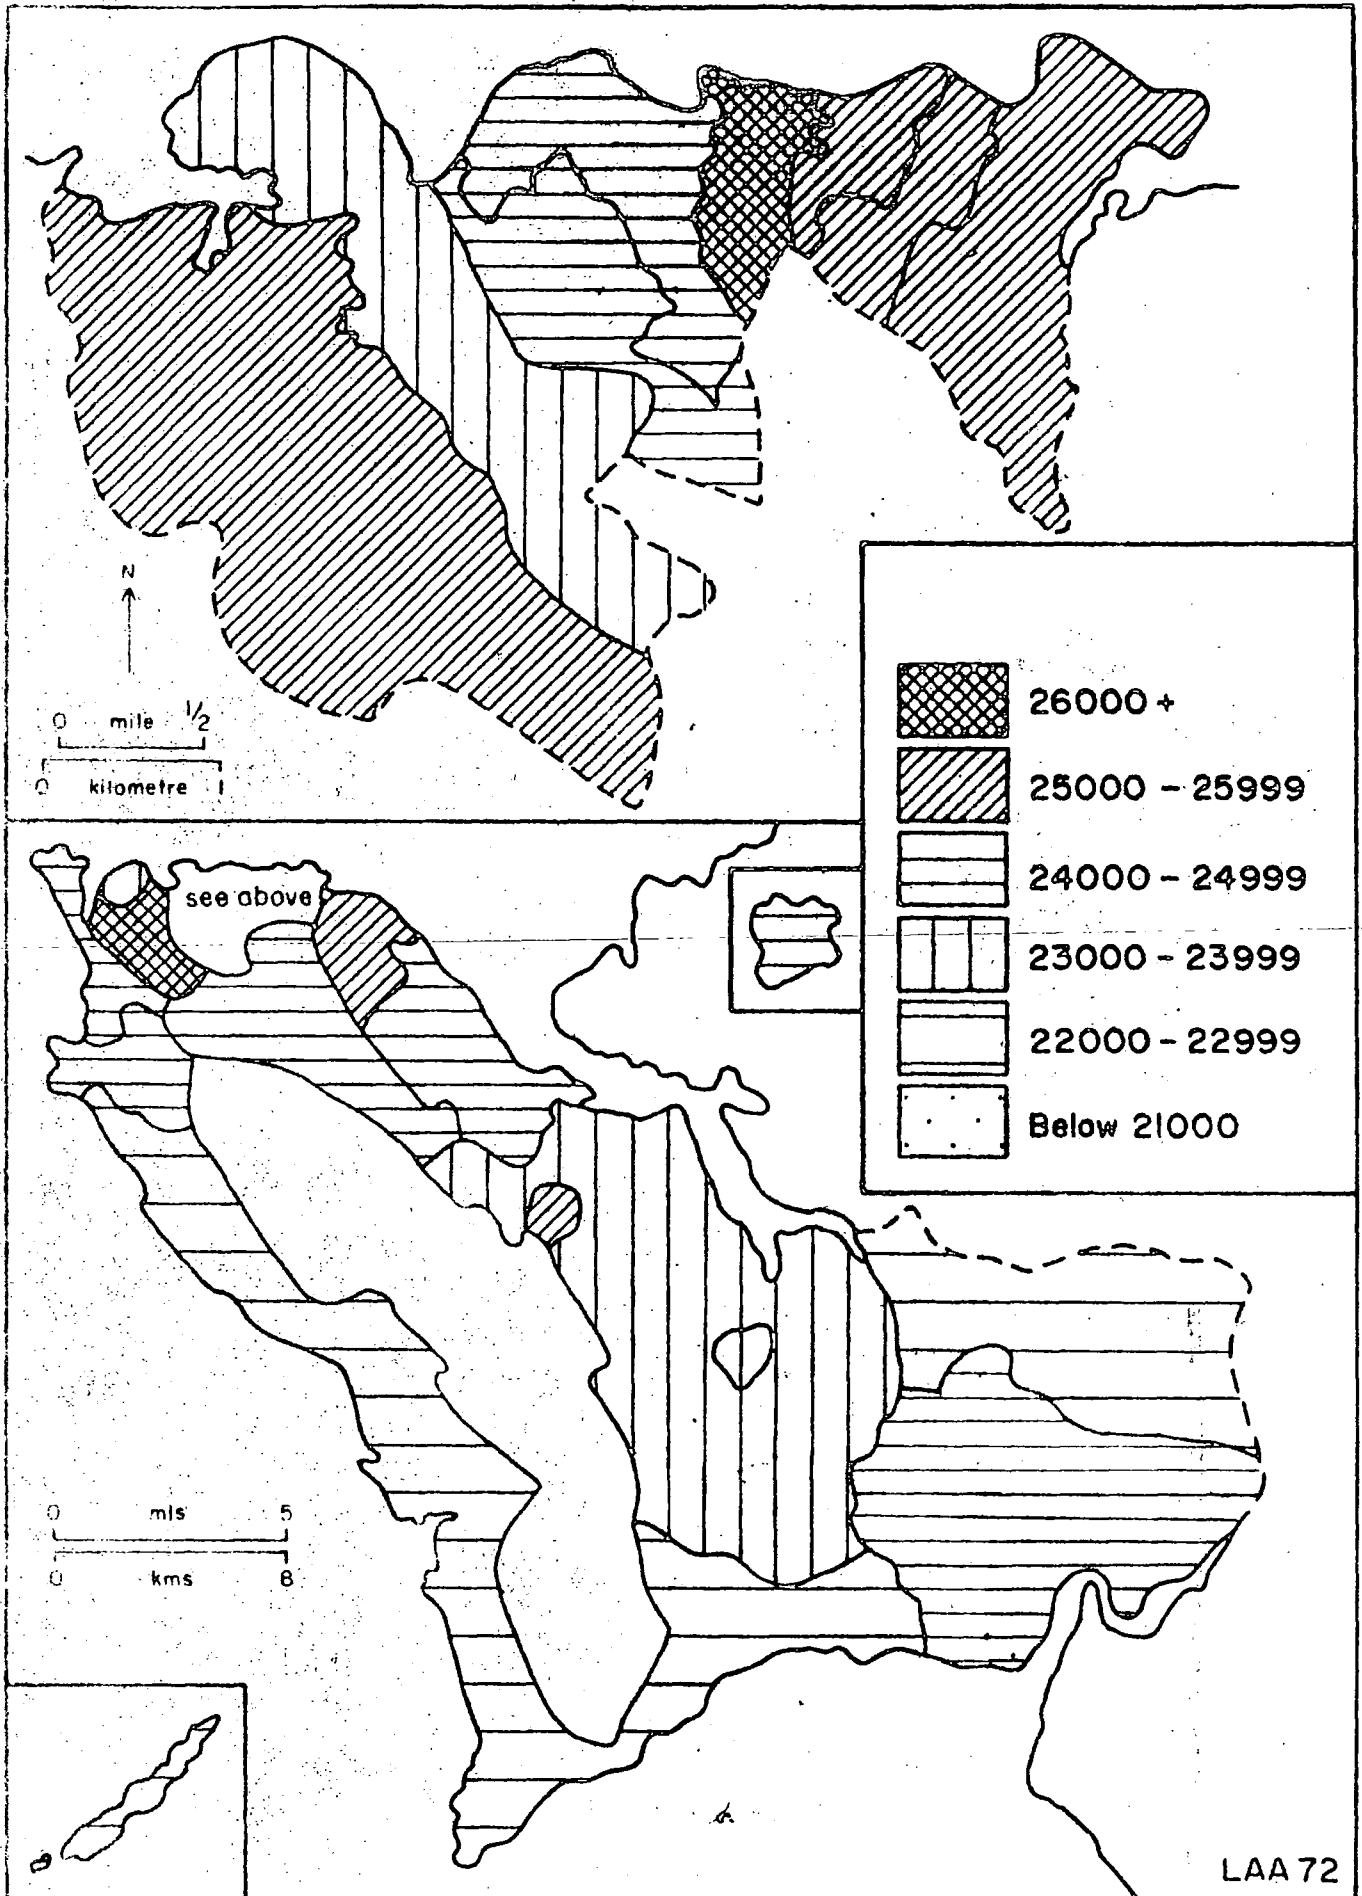 N
0 mile 1/2
0 kilometre 1
26000+
25000 - 25999
24000 - 24999
23000 - 23999
22000 - 22999
Below 21000
see above
0 mls 5
0 kms 8
LAA 72